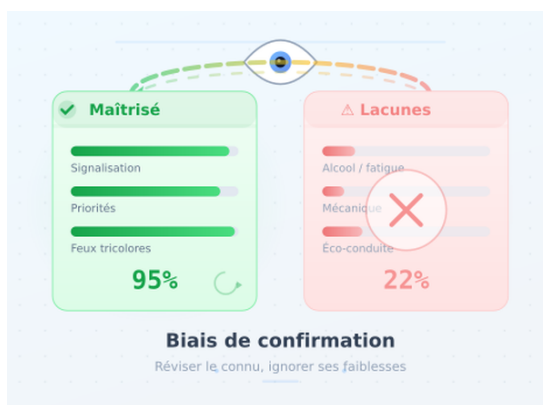 Maîtrisé
Signalisation
Priorités
Feux tricolores
95%
⚠ Lacunes
Alcool / fatigue
Mécanique
Éco-conduite
22%
Biais de confirmation
Réviser le connu, ignorer ses faiblesses